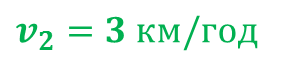 v₂ = 3 км/год